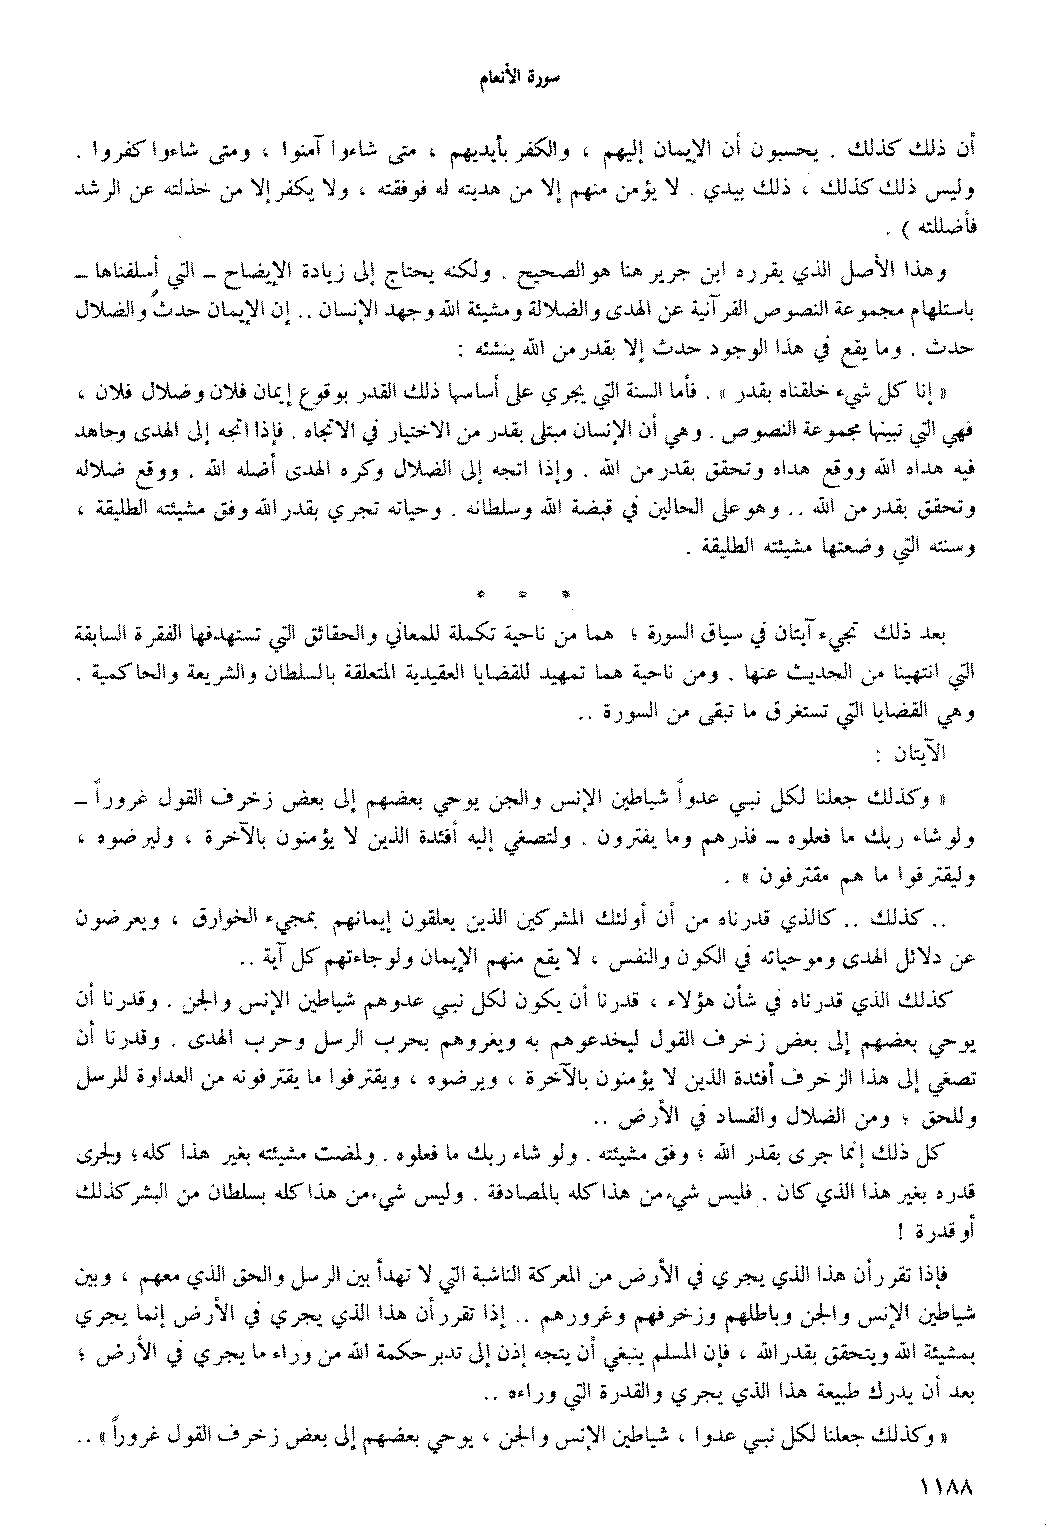 سورة الأنعام
أن ذلك كذلك . يحسبون أن الإيمان إليهم ، والكفر بأيديهم ، متى شاءوا آمنوا ، ومتى شاءوا كفروا .
وليس ذلك كذلك ، ذلك بيدي . لا يؤمن منهم إلا من هديته له فوفقته ، ولا يكفر إلا من خذلته عن الرشد
فأضللته ) .
وهذا الأصل الذي يقرره ابن جرير هنا هو الصحيح . ولكنه يحتاج إلى زيادة الإيضاح – التي أسلفناها –
باستلهام مجموعة النصوص القرآنية عن الهدى والضلالة ومشيئة الله وجهد الإنسان .. إن الإيمان حدثٌ والضلال
حدث . وما يقع في هذا الوجود حدث إلا بقدر من الله ينشئه :
« إنا كل شيء خلقناه بقدر » . فأما السنة التي يجري على أساسها ذلك القدر بوقوع إيمان فلان وضلال فلان ،
فهي التي تبينها مجموعة النصوص . وهي أن الإنسان مبتلى بقدر من الاختيار في الاتجاه . فإذا اتجه إلى الهدى وجاهد
فيه هداه الله ووقع هداه وتحقق بقدر من الله . وإذا اتجه إلى الضلال وكره الهدى أضله الله . ووقع ضلاله
وتحقق بقدر من الله .. وهو على الحالين في قبضة الله وسلطانه . وحياته تجري بقدر الله وفق مشيئته الطليقة ،
وسنته التي وضعتها مشيئته الطليقة .
* * *
بعد ذلك تجيء آيتان في سياق السورة ؛ هما من ناحية تكملة للمعاني والحقائق التي تستهدفها الفقرة السابقة
التي انتهينا من الحديث عنها . ومن ناحية هما تمهيد للقضايا العقيدية المتعلقة بالسلطان والشريعة والحاكمية .
وهي القضايا التي تستغرق ما تبقى من السورة ..
الآيتان :
« وكذلك جعلنا لكل نبي عدواً شياطين الإنس والجن يوحي بعضهم إلى بعض زخرف القول غروراً –
ولو شاء ربك ما فعلوه – فذرهم وما يفترون . ولتصغي إليه أفئدة الذين لا يؤمنون بالآخرة ، وليرضوه ،
وليقترفوا ما هم مقترفون » .
.. كذلك .. كالذي قدرناه من أن أولئك المشركين الذين يعلقون إيمانهم بمجيء الخوارق ، ويعرضون
عن دلائل الهدى وموحياته في الكون والنفس ، لا يقع منهم الإيمان ولو جاءتهم كل آية ..
كذلك الذي قدرناه في شأن هؤلاء ، قدرنا أن يكون لكل نبي عدوهم شياطين الإنس والجن . وقدرنا أن
يوحي بعضهم إلى بعض زخرف القول ليخدعوهم به ويغروهم بحرب الرسل وحرب الهدى . وقدرنا أن
تصغي إلى هذا الزخرف أفئدة الذين لا يؤمنون بالآخرة ، ويرضوه ، ويقترفوا ما يقترفونه من العداوة للرسل
وللحق ؛ ومن الضلال والفساد في الأرض ..
كل ذلك إنما جرى بقدر الله ؛ وفق مشيئته . ولو شاء ربك ما فعلوه . ولمضت مشيئته بغير هذا كله؛ ولجرى
قدره بغير هذا الذي كان . فليس شيء من هذا كله بالمصادفة . وليس شيء من هذا كله بسلطان من البشر كذلك
أو قدرة !
فإذا تقرر أن هذا الذي يجري في الأرض من المعركة الناشبة التي لا تهدأ بين الرسل والحق الذي معهم ، وبين
شياطين الإنس والجن وباطلهم وزخرفهم وغرورهم .. إذا تقرر أن هذا الذي يجري في الأرض إنما يجري
بمشيئة الله ويتحقق بقدر الله ، فإن المسلم ينبغي أن يتجه إذن إلى تدبر حكمة الله من وراء ما يجري في الأرض ؛
بعد أن يدرك طبيعة هذا الذي يجري والقدرة التي وراءه ..
« وكذلك جعلنا لكل نبي عدوا ، شياطين الإنس والجن ، يوحي بعضهم إلى بعض زخرف القول غروراً » ..
١١٨٨